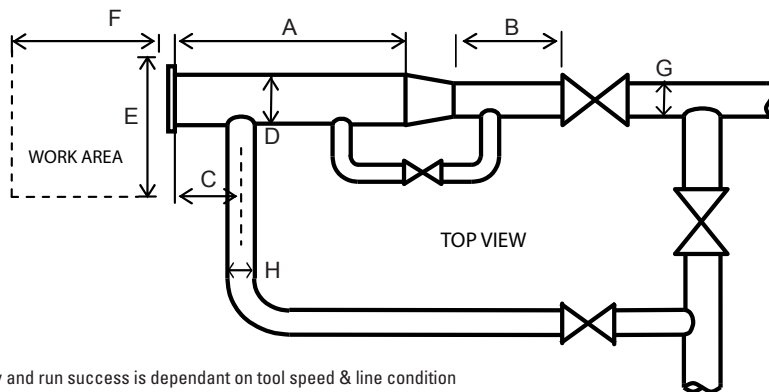 F
A
B
G
E
D
WORK AREA
C
TOP VIEW
H
and run success is dependant on tool speed & line condition